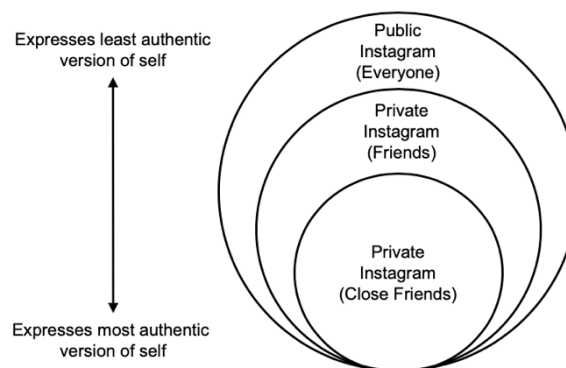 Expresses least authentic
version of self
Public
Instagram
(Everyone)
Private
Instagram
(Friends)
Private
Instagram
(Close Friends)
Expresses most authentic
version of self